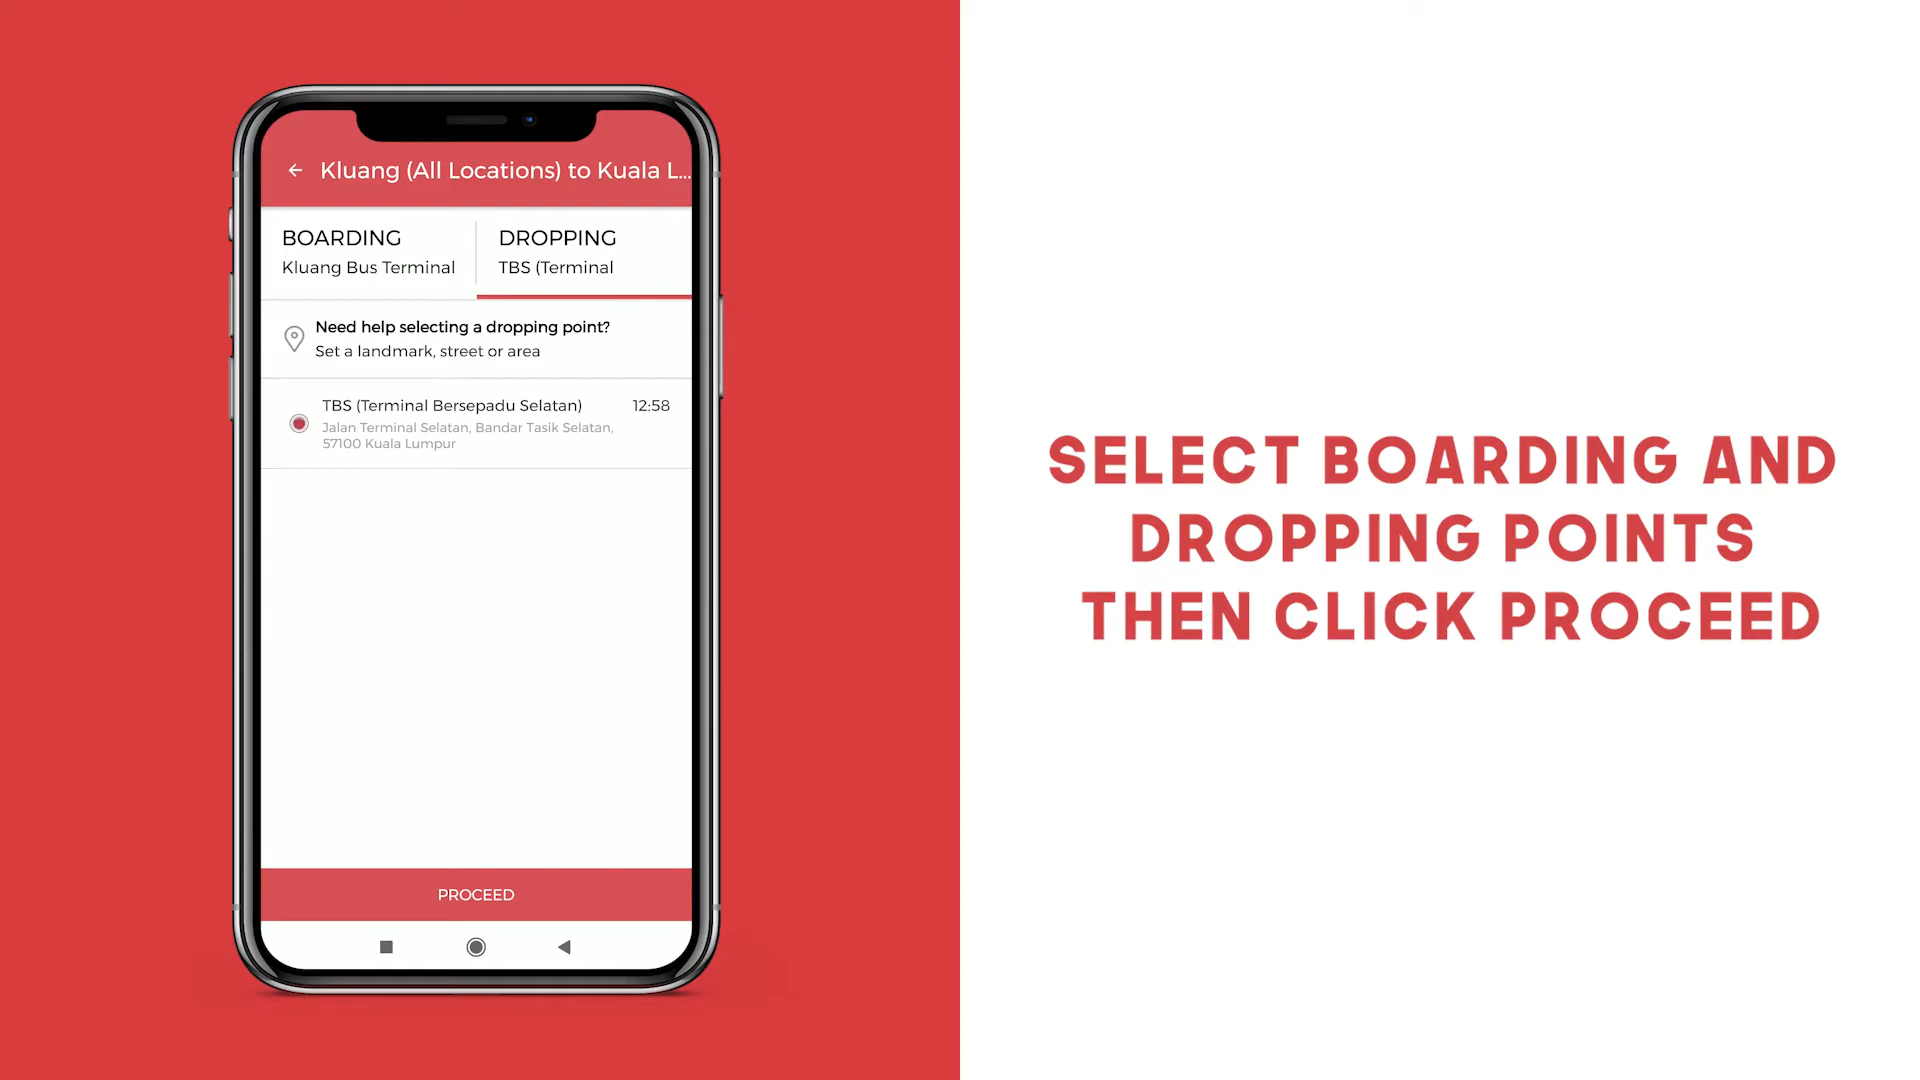 Kluang (All Locations) to Kuala L...
BOARDING
Kluang Bus Terminal
DROPPING
TBS (Terminal
Need help selecting a dropping point?
Set a landmark, street or area
TBS (Terminal Bersepadu Selatan) 12:58
Jalan Terminal Selatan, Bandar Tasik Selatan,
57100 Kuala Lumpur
PROCEED
SELECT BOARDING AND
DROPPING POINTS
THEN CLICK PROCEED